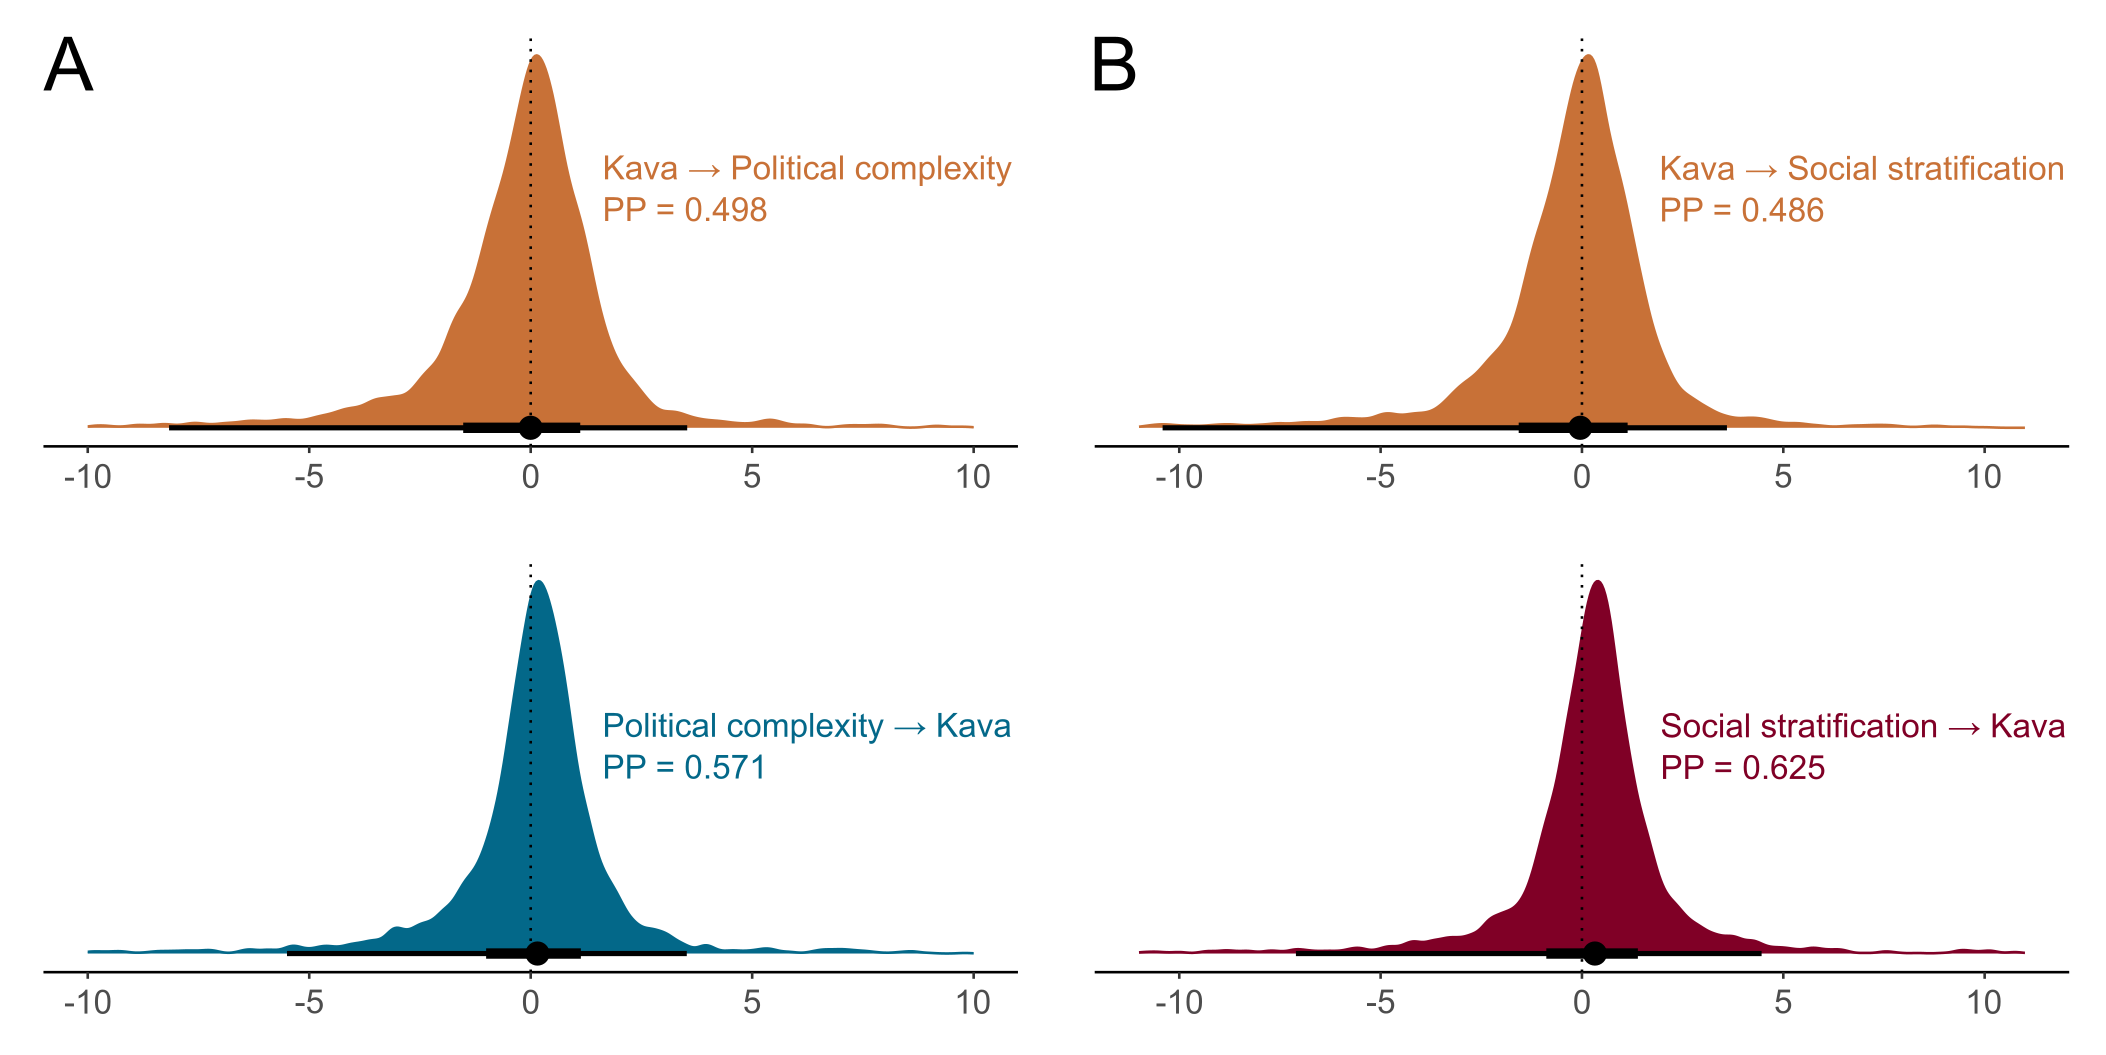 A
Kava → Political complexity
PP = 0.498
-10 -5 0 5 10
Political complexity → Kava
PP = 0.571
-10 -5 0 5 10
B
Kava → Social stratification
PP = 0.486
-10 -5 0 5 10
Social stratification → Kava
PP = 0.625
-10 -5 0 5 10